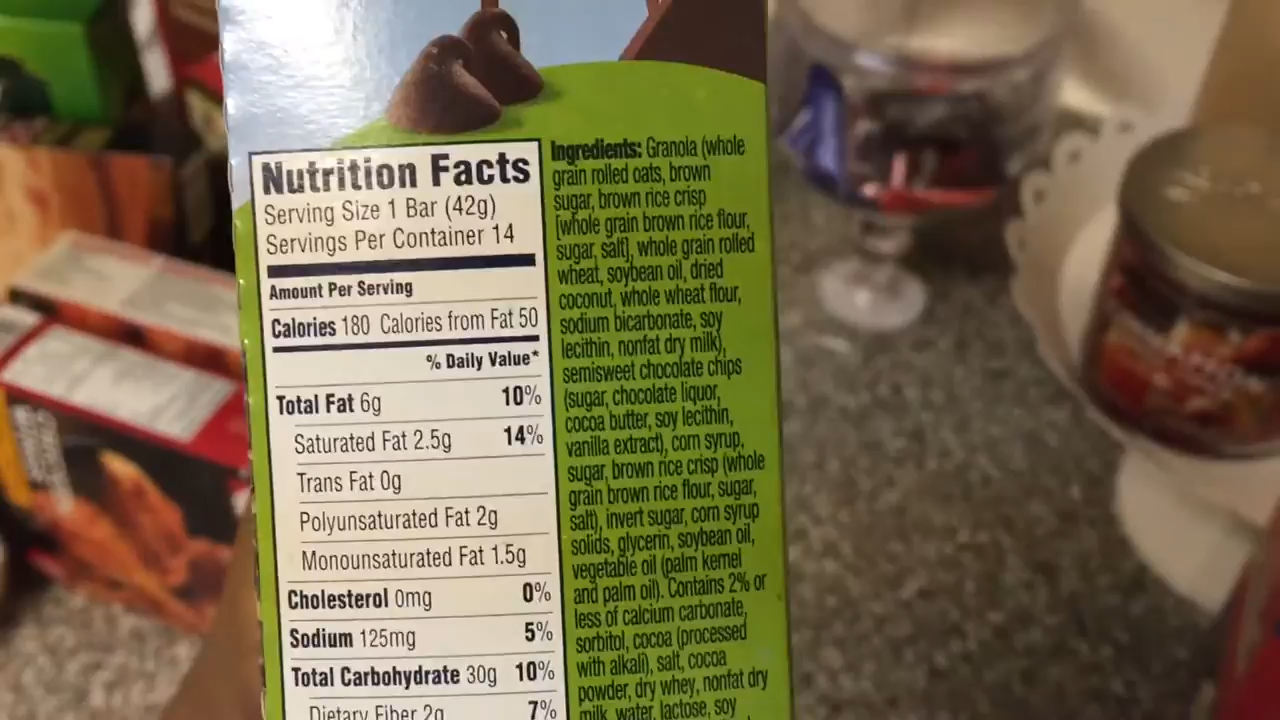 Nutrition Facts
Serving Size 1 Bar (42g)
Servings Per Container 14
Amount Per Serving
Calories 180 Calories from Fat 50
% Daily Value*
Total Fat 6g 10%
Saturated Fat 2.5g 14%
Trans Fat 0g
Polyunsaturated Fat 2g
Monounsaturated Fat 1.5g
Cholesterol 0mg 0%
Sodium 125mg 5%
Total Carbohydrate 30g 10%
Dietary Fiber 2g 7%
Ingredients: Granola (whole
grain rolled oats, brown
sugar, brown rice crisp
[whole grain brown rice flour,
sugar, salt], whole grain rolled
wheat, soybean oil, dried
coconut, whole wheat flour,
sodium bicarbonate, soy
lecithin, nonfat dry milk),
semisweet chocolate chips
(sugar, chocolate liquor,
cocoa butter, soy lecithin,
vanilla extract), corn syrup,
sugar, brown rice crisp (whole
grain brown rice flour, sugar,
salt), invert sugar, corn syrup
solids, glycerin, soybean oil,
vegetable oil (palm kernel
and palm oil). Contains 2% or
less of calcium carbonate,
sorbitol, cocoa (processed
with alkali), salt, cocoa
powder, dry whey, nonfat dry
milk, water, lactose, soy